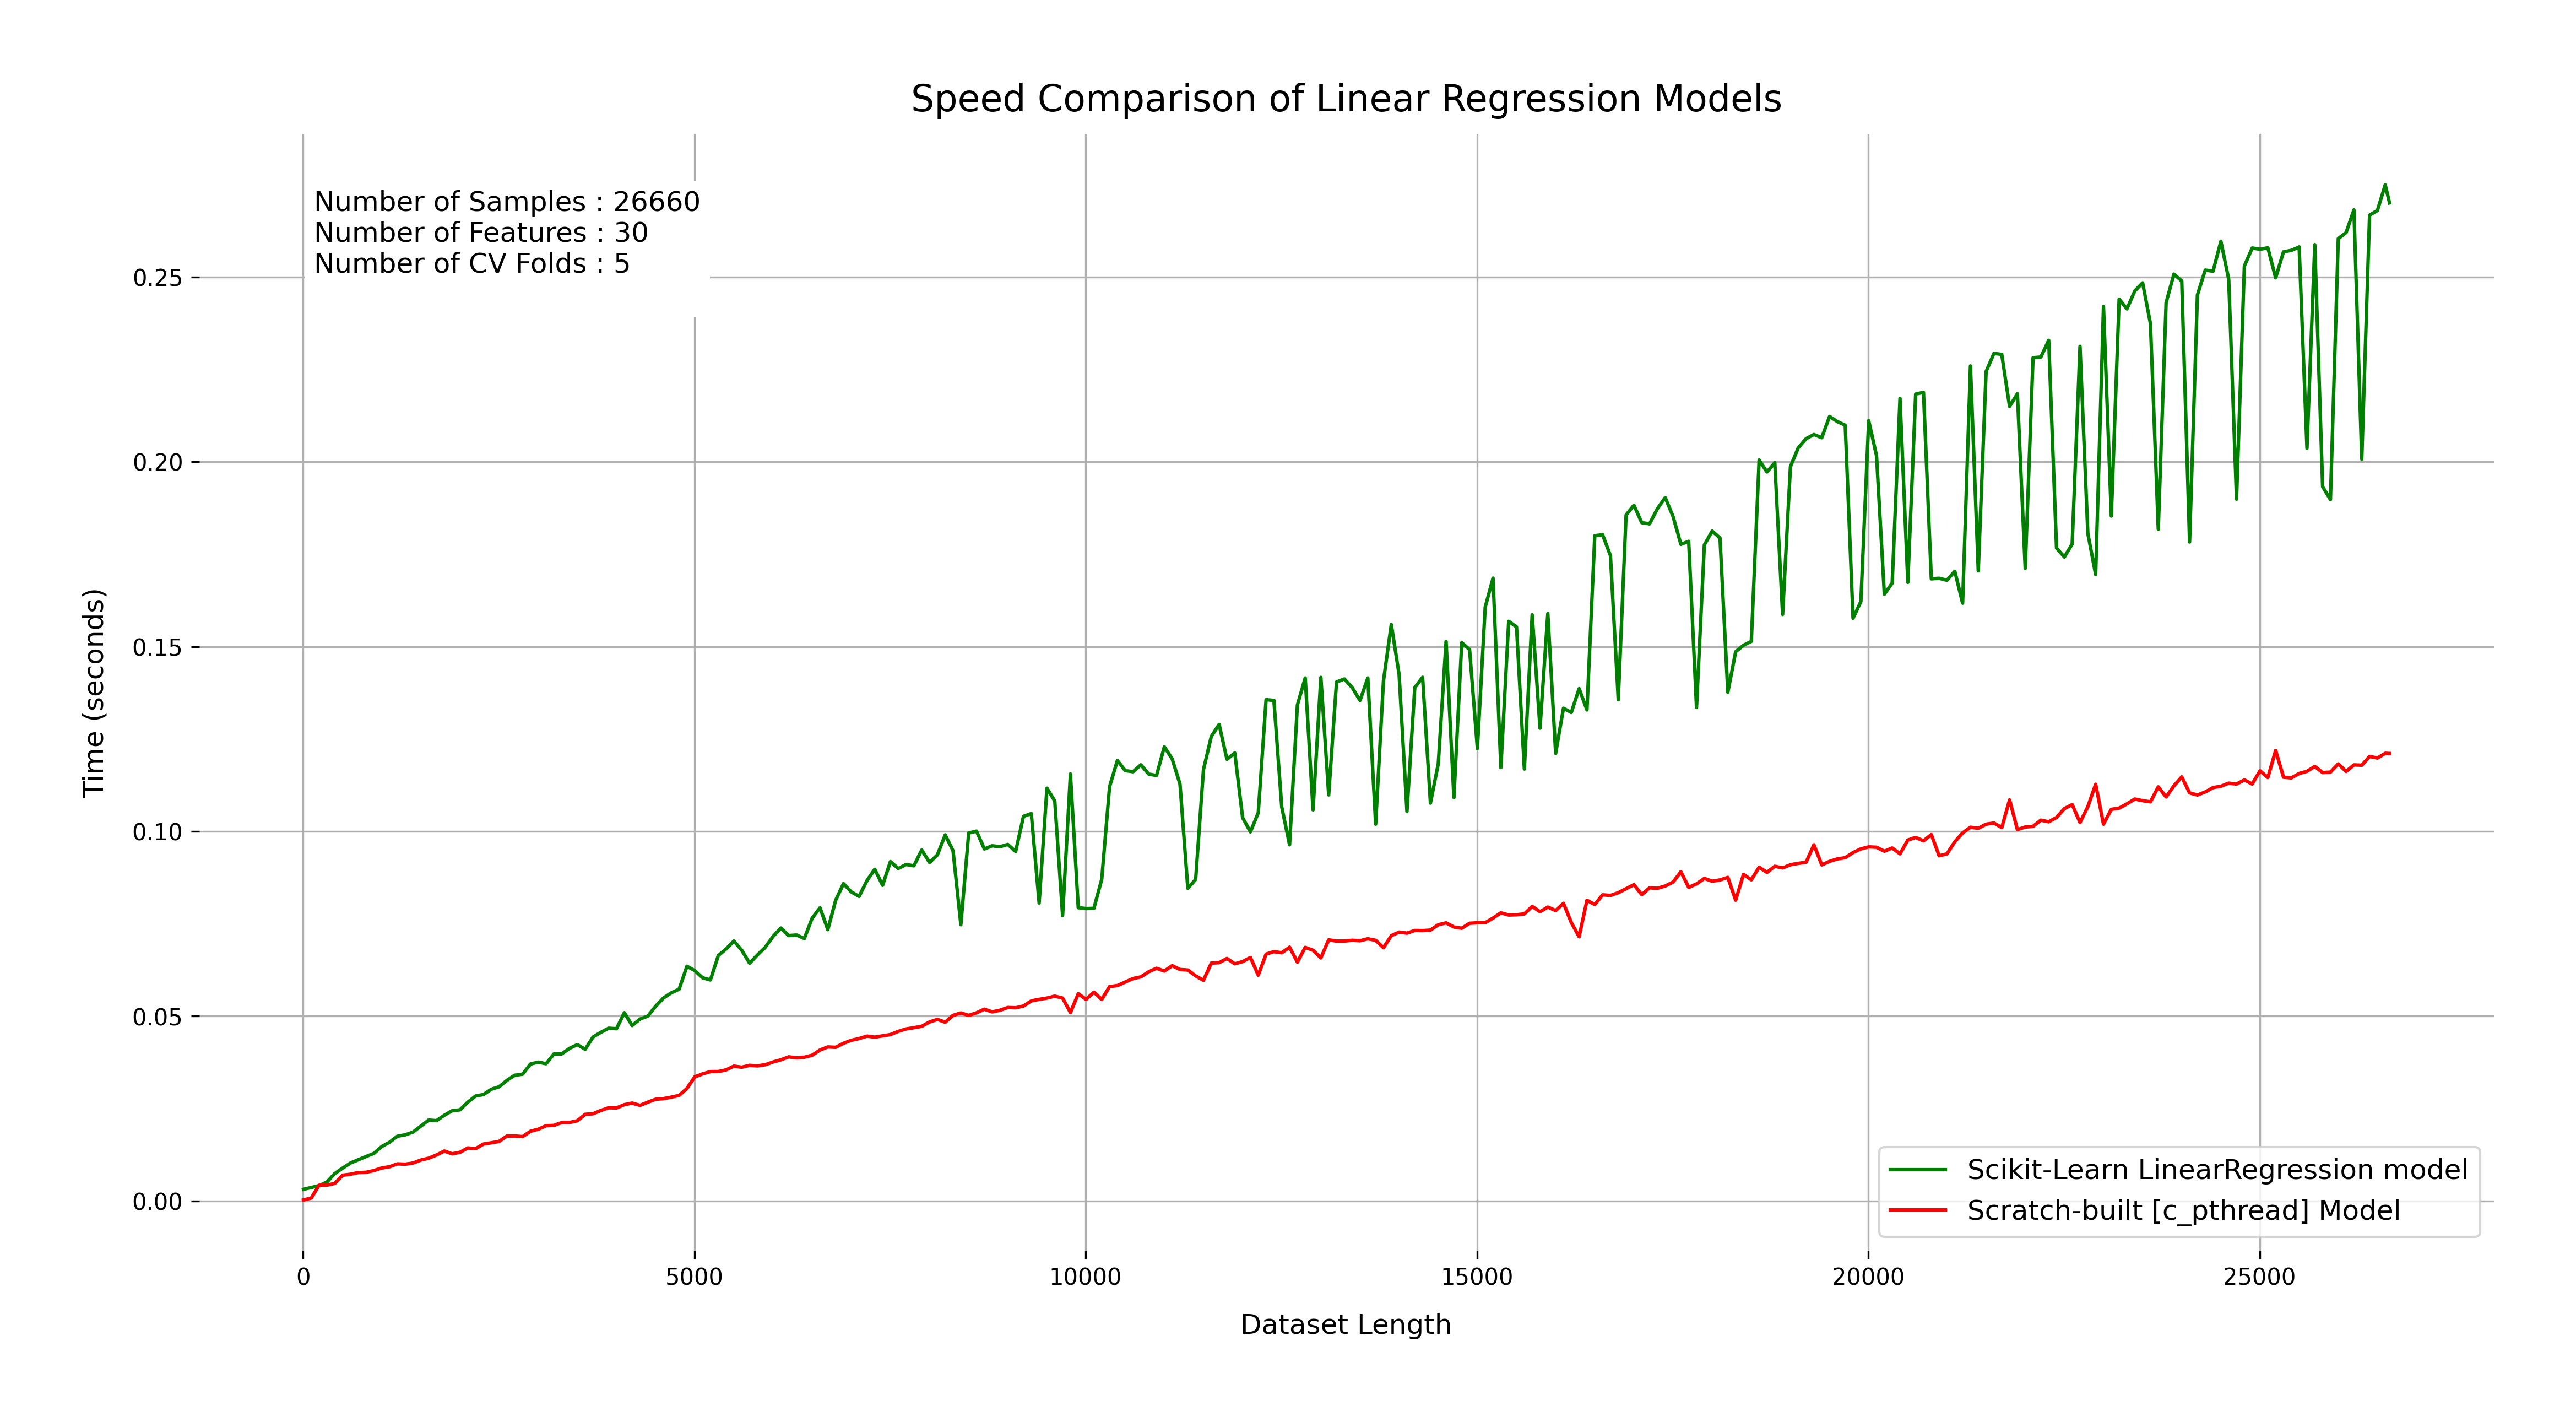 Speed Comparison of Linear Regression Models
Number of Samples : 26660
Number of Features : 30
Number of CV Folds : 5
Time (seconds)
0.25
0.20
0.15
0.10
0.05
0.00
Scikit-Learn LinearRegression model
Scratch-built [c_pthread] Model
0
5000
10000
15000
20000
25000
Dataset Length